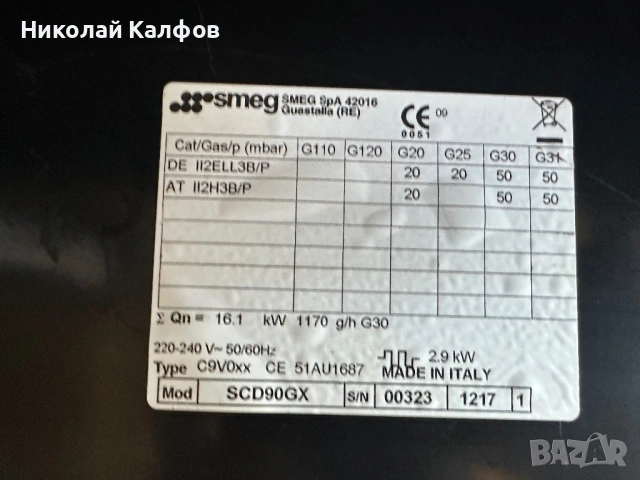 Николай Калфов
smeg SMEG SpA 42016
Guastalla (RE)
CE 09
0051
Cat/Gas/p (mbar) G110 G120 G20 G25 G30 G31
DE II2ELL3B/P 20 20 50 50
AT II2H3B/P 20 50 50
Σ Qn = 16.1 kW 1170 g/h G30
220-240 V~ 50/60Hz 2.9 kW
Type C9V0xx CE 51AU1687 MADE IN ITALY
Mod SCD90GX S/N 00323 1217 1
BAZAR